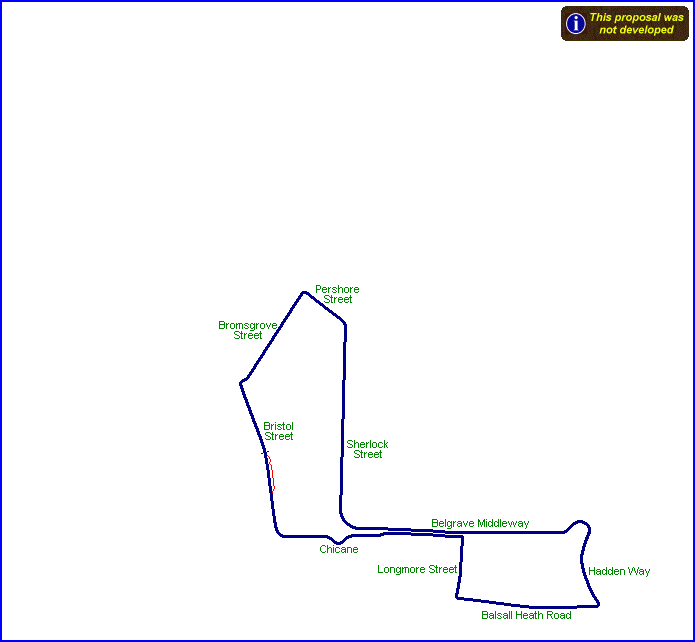 This proposal was
not developed
Pershore
Street
Bromsgrove
Street
Bristol
Street
Sherlock
Street
Belgrave Middleway
Chicane
Longmore Street
Hadden Way
Balsall Heath Road